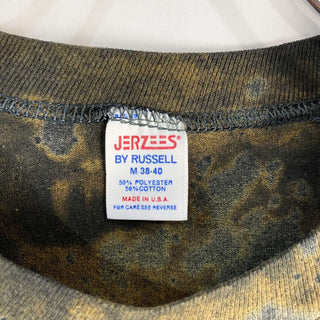 JERZEES®
BY RUSSELL
M 38-40
50% POLYESTER
50% COTTON
MADE IN U.S.A.
FOR CARE SEE REVERSE